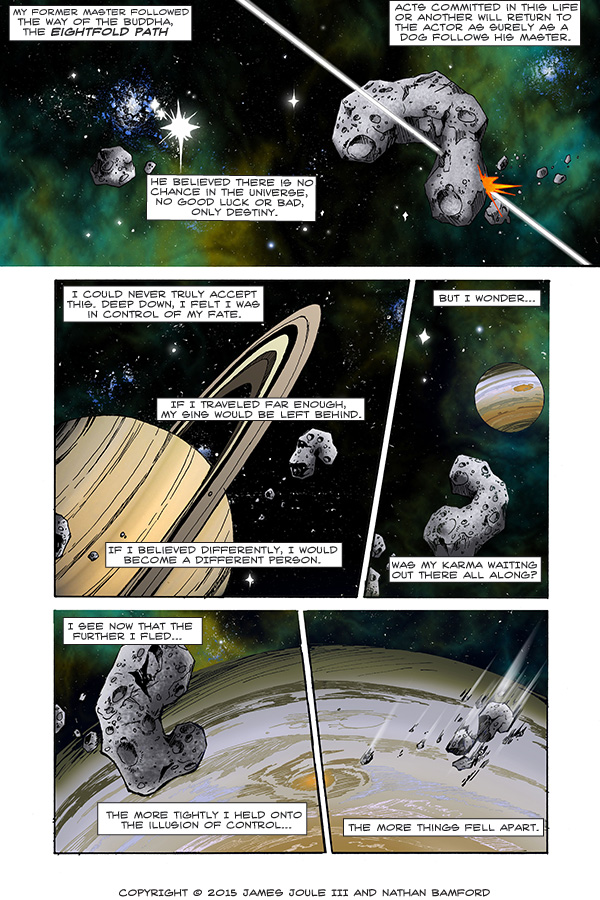 MY FORMER MASTER FOLLOWED
THE WAY OF THE BUDDHA,
THE EIGHTFOLD PATH
ACTS COMMITTED IN THIS LIFE
OR ANOTHER WILL RETURN TO
THE ACTOR AS SURELY AS A
DOG FOLLOWS HIS MASTER.
HE BELIEVED THERE IS NO
CHANCE IN THE UNIVERSE,
NO GOOD LUCK OR BAD,
ONLY DESTINY.
I COULD NEVER TRULY ACCEPT
THIS. DEEP DOWN, I FELT I WAS
IN CONTROL OF MY FATE.
IF I TRAVELED FAR ENOUGH,
MY SINS WOULD BE LEFT BEHIND.
IF I BELIEVED DIFFERENTLY, I WOULD
BECOME A DIFFERENT PERSON.
BUT I WONDER...
WAS MY KARMA WAITING
OUT THERE ALL ALONG?
I SEE NOW THAT THE
FURTHER I FLED...
THE MORE TIGHTLY I HELD ONTO
THE ILLUSION OF CONTROL...
THE MORE THINGS FELL APART.
COPYRIGHT © 2015 JAMES JOULE III AND NATHAN BAMFORD